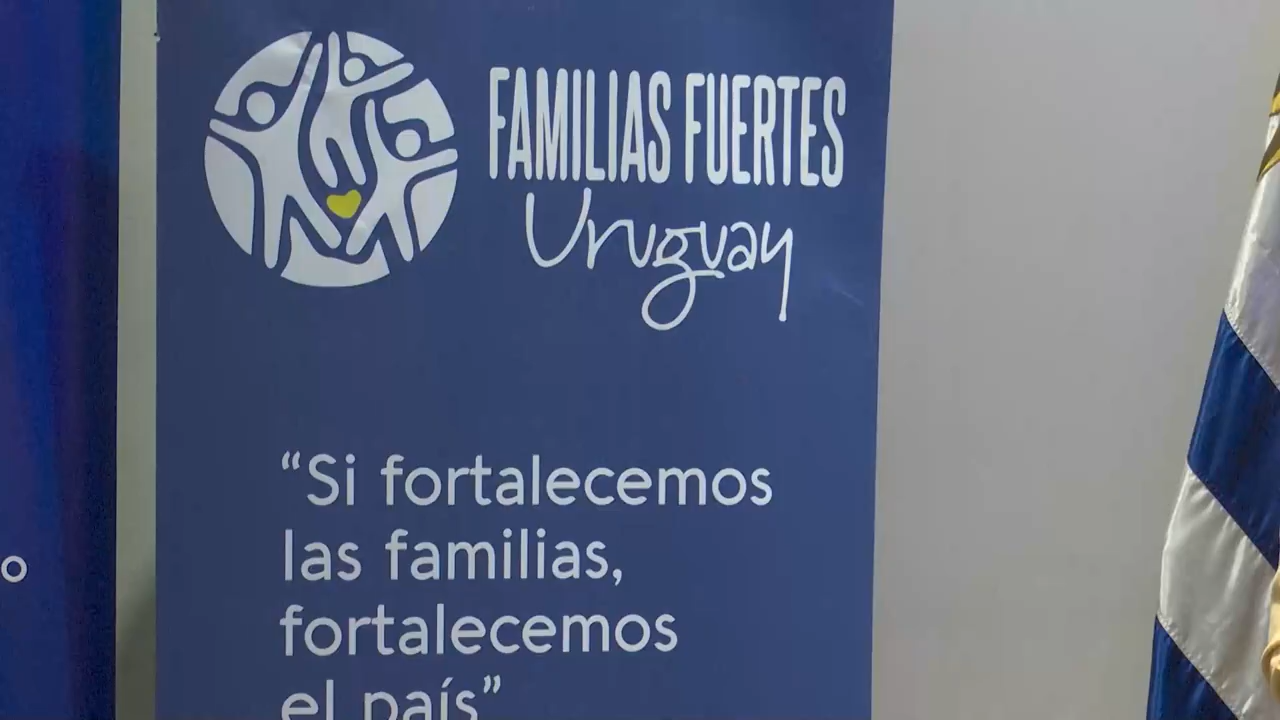 FAMILIAS FUERTES
Uruguay
“Si fortalecemos
las familias,
fortalecemos
el país”
o